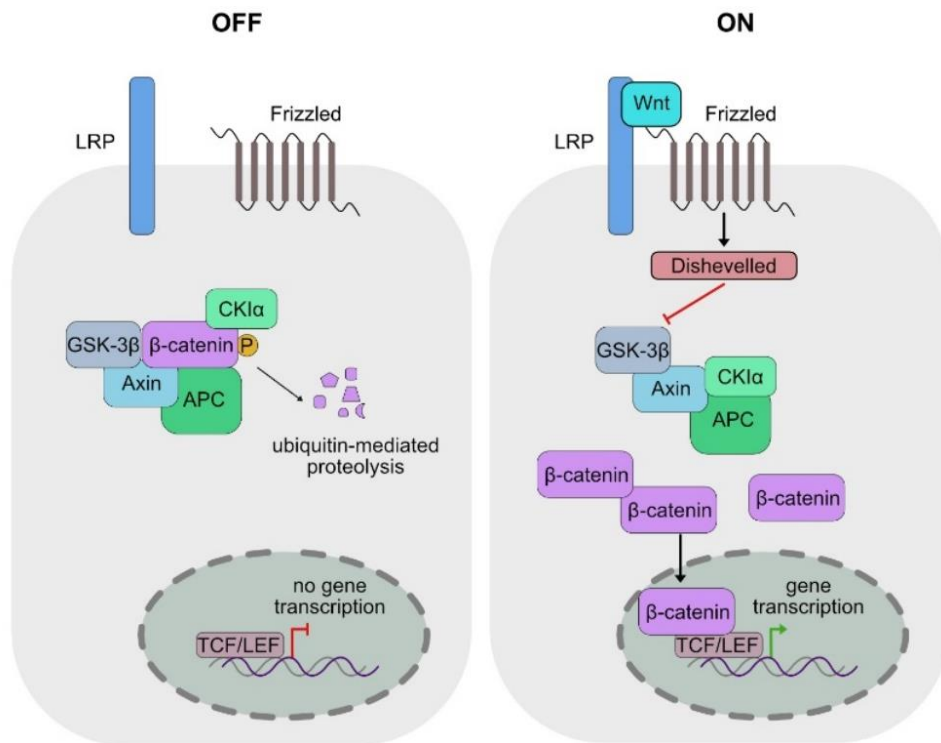 OFF
LRP
Frizzled
CKIα
GSK-3β
β-catenin
P
Axin
APC
ubiquitin-mediated
proteolysis
no gene
transcription
TCF/LEF
ON
Wnt
Frizzled
LRP
Dishevelled
GSK-3β
Axin
CKIα
APC
β-catenin
β-catenin
β-catenin
β-catenin
gene
transcription
TCF/LEF